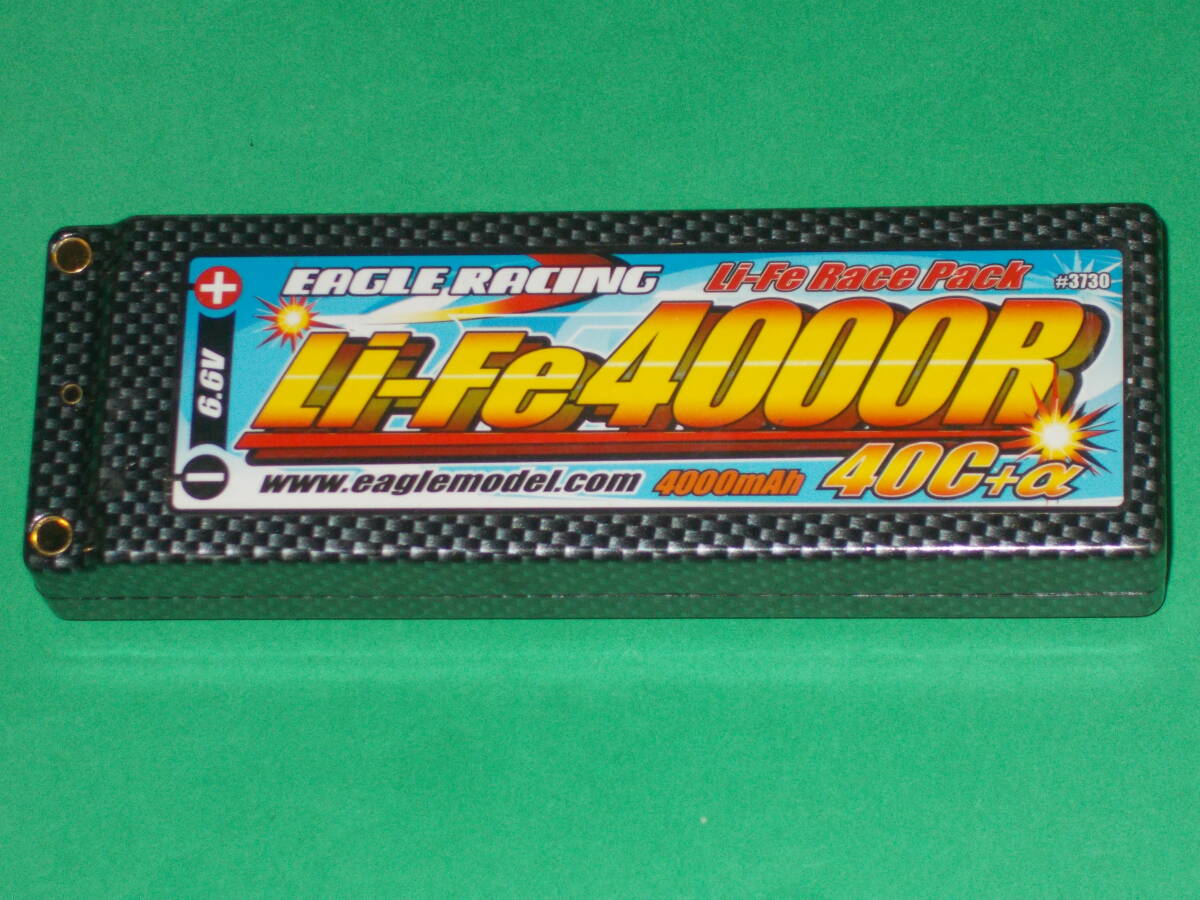 +
EAGLE RACING
Li-Fe Race Pack
#3730
6.6V
Li-Fe4000R
-
www.eaglemodel.com
4000mAh
40C+α